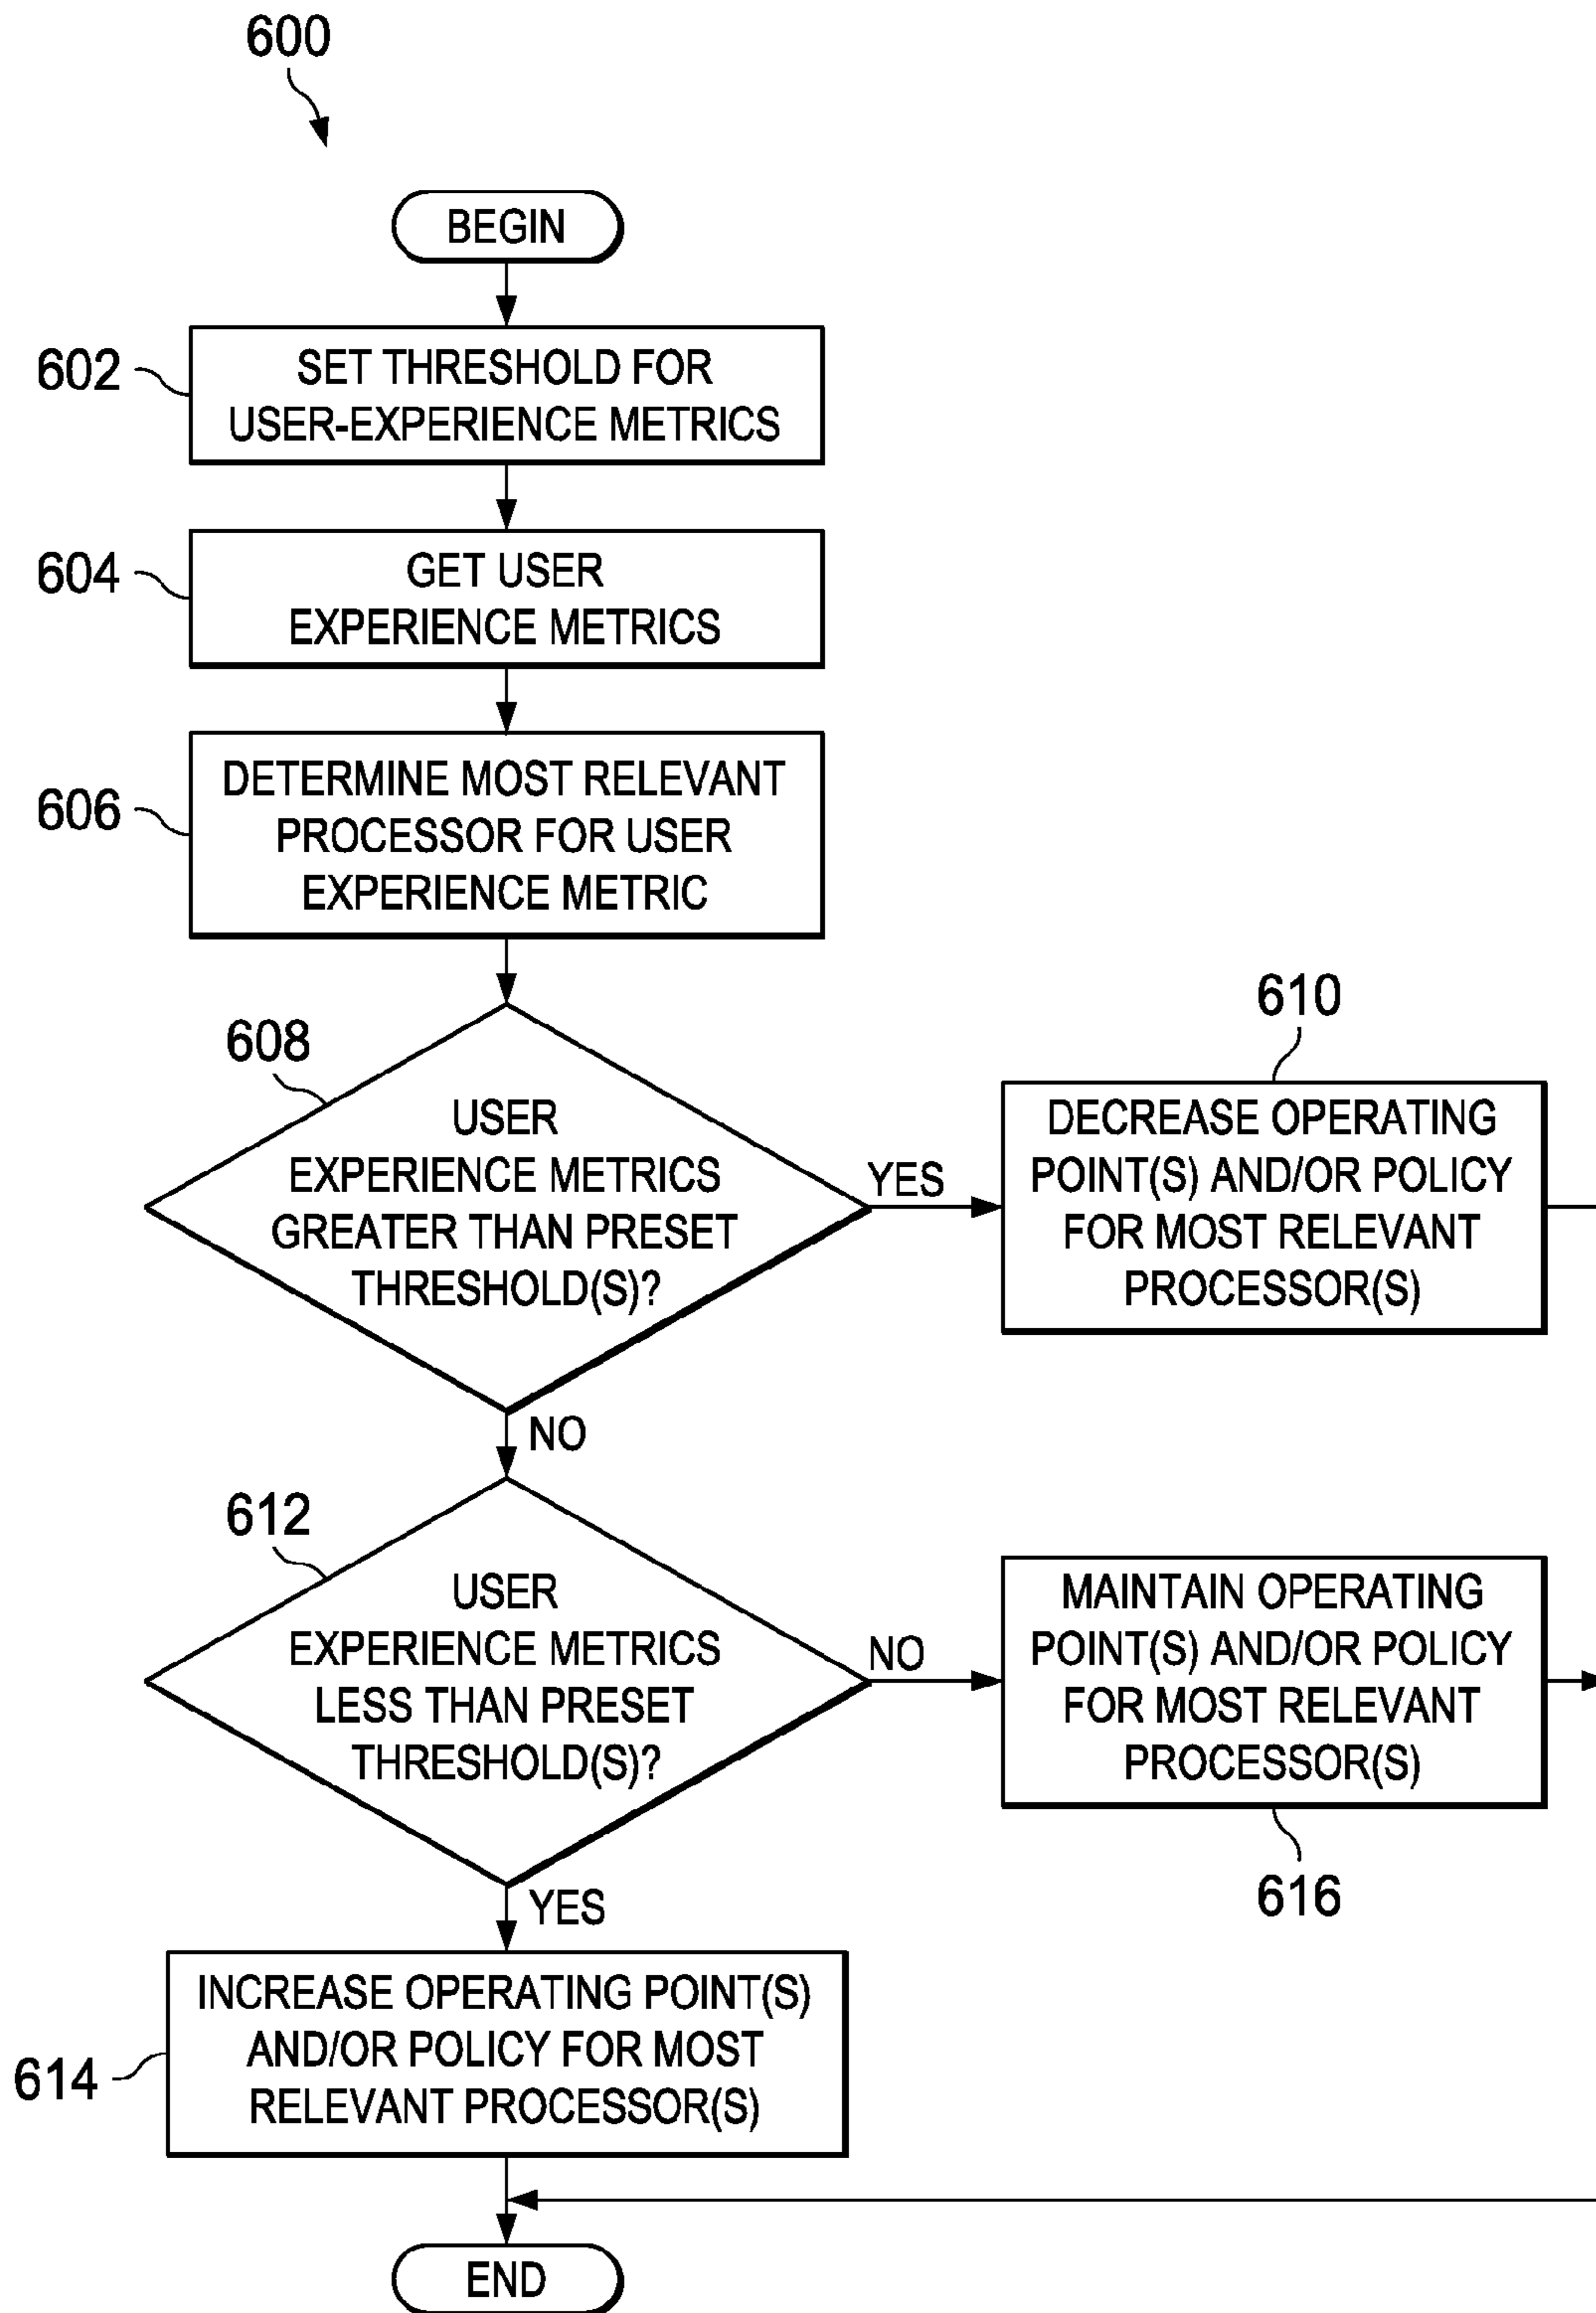 600
BEGIN
602
SET THRESHOLD FOR
USER-EXPERIENCE METRICS
604
GET USER
EXPERIENCE METRICS
606
DETERMINE MOST RELEVANT
PROCESSOR FOR USER
EXPERIENCE METRIC
608
USER
EXPERIENCE METRICS
GREATER THAN PRESET
THRESHOLD(S)?
YES
610
DECREASE OPERATING
POINT(S) AND/OR POLICY
FOR MOST RELEVANT
PROCESSOR(S)
NO
612
USER
EXPERIENCE METRICS
LESS THAN PRESET
THRESHOLD(S)?
NO
MAINTAIN OPERATING
POINT(S) AND/OR POLICY
FOR MOST RELEVANT
PROCESSOR(S)
616
YES
614
INCREASE OPERATING POINT(S)
AND/OR POLICY FOR MOST
RELEVANT PROCESSOR(S)
END